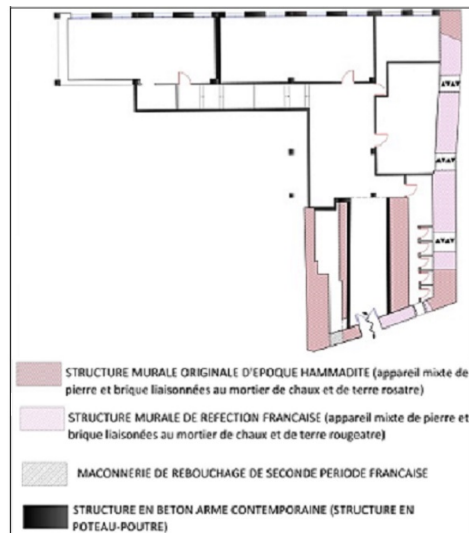 STRUCTURE MURALE ORIGINALE D'EPOQUE HAMMADITE (appareil mixte de
pierre et brique liaisonnées au mortier de chaux et de terre rosatre)
STRUCTURE MURALE DE REFECTION FRANCAISE (appareil mixte de pierre et
brique liaisonées au mortier de chaux et de terre rougeatre)
MACONNERIE DE REBOUCHAGE DE SECONDE PERIODE FRANCAISE
STRUCTURE EN BETON ARME CONTEMPORAINE (STRUCTURE EN
POTEAU-POUTRE)